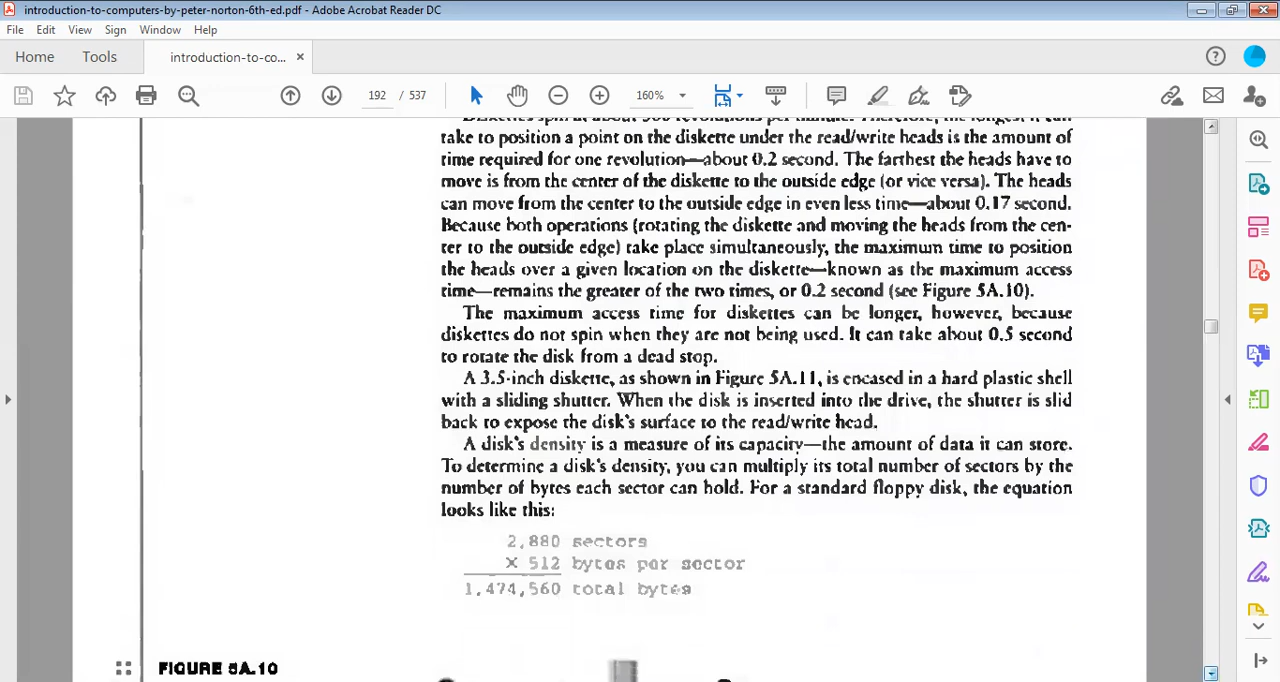 introduction-to-computers-by-peter-norton-6th-ed.pdf - Adobe Acrobat Reader DC
File Edit View Sign Window Help
Home Tools introduction-to-co... ×
192 / 537 160%
Diskettes spin at about 300 revolutions per minute. Therefore, the longest it can
take to position a point on the diskette under the read/write heads is the amount of
time required for one revolution—about 0.2 second. The farthest the heads have to
move is from the center of the diskette to the outside edge (or vice versa). The heads
can move from the center to the outside edge in even less time—about 0.17 second.
Because both operations (rotating the diskette and moving the heads from the cen-
ter to the outside edge) take place simultaneously, the maximum time to position
the heads over a given location on the diskette—known as the maximum access
time—remains the greater of the two times, or 0.2 second (see Figure 5A.10).
The maximum access time for diskettes can be longer, however, because
diskettes do not spin when they are not being used. It can take about 0.5 second
to rotate the disk from a dead stop.
A 3.5-inch diskette, as shown in Figure 5A.11, is encased in a hard plastic shell
with a sliding shutter. When the disk is inserted into the drive, the shutter is slid
back to expose the disk's surface to the read/write head.
A disk's density is a measure of its capacity—the amount of data it can store.
To determine a disk's density, you can multiply its total number of sectors by the
number of bytes each sector can hold. For a standard floppy disk, the equation
looks like this:
2,880 sectors
× 512 bytes per sector
1,474,560 total bytes
FIGURE 5A.10